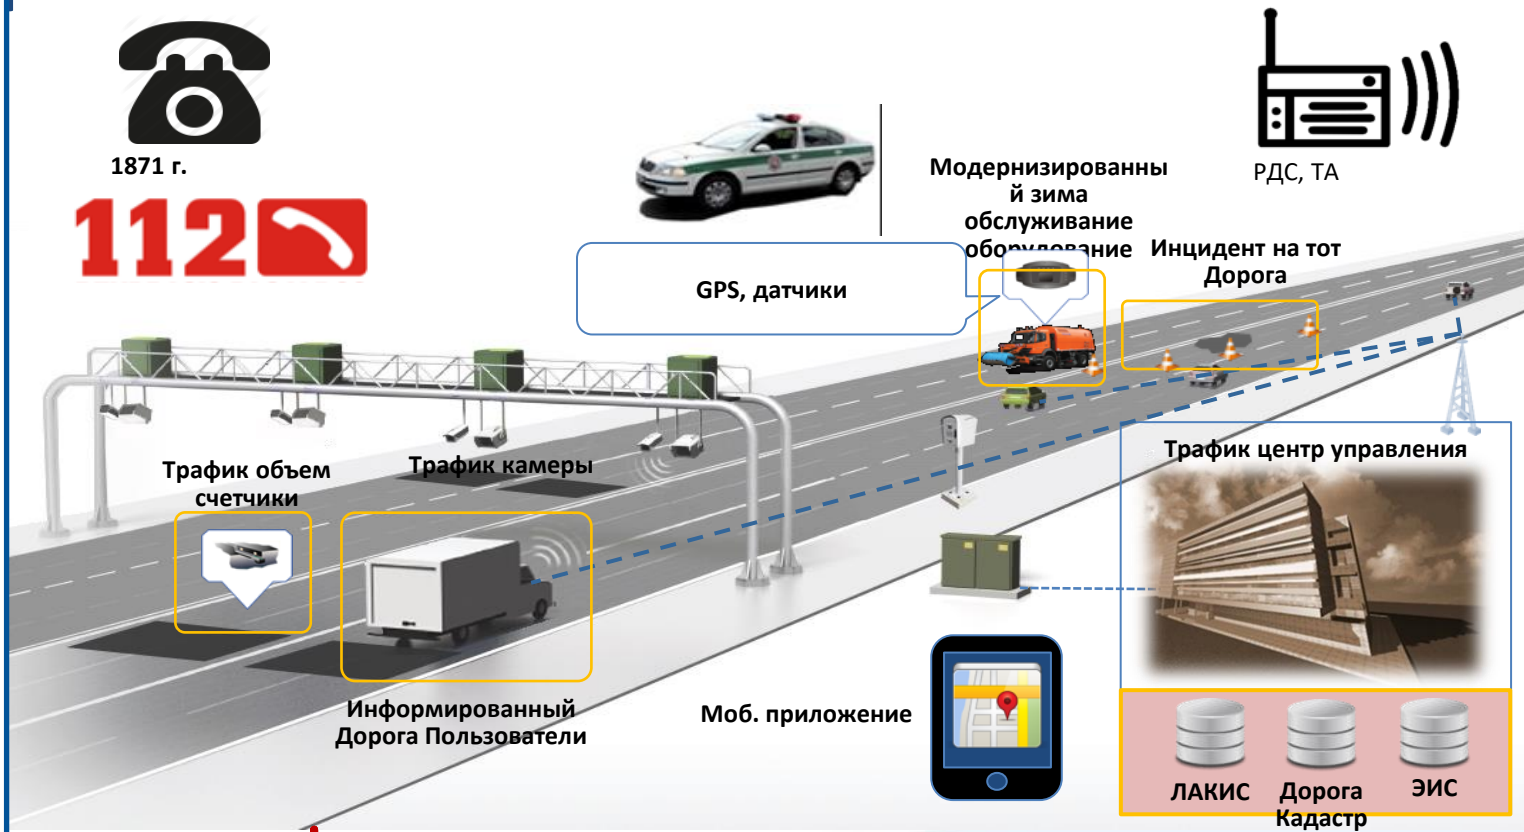 1871 г.
112
РДС, ТА
Модернизированны
й зима
обслуживание
оборудование
Инцидент на тот
Дорога
GPS, датчики
Трафик объем
счетчики
Трафик камеры
Трафик центр управления
Информированный
Дорога Пользователи
Моб. приложение
ЛАКИС
Дорога
Кадастр
ЭИС